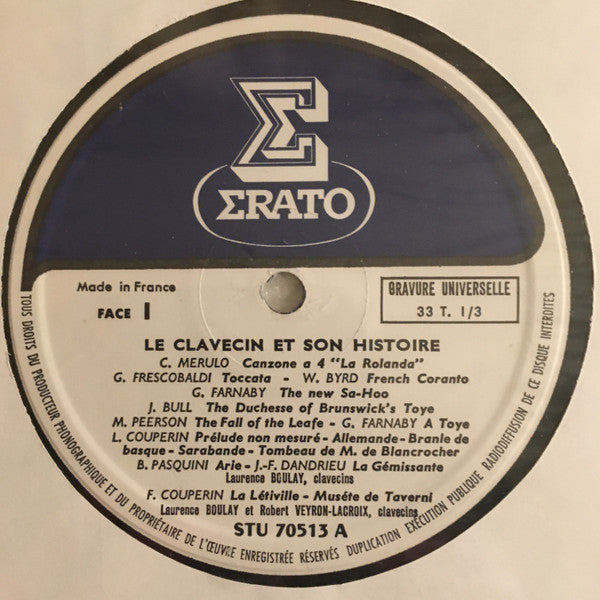 Σ
ΣRATO
Made in France
FACE 1
GRAVURE UNIVERSELLE
33 T. 1/3
LE CLAVECIN ET SON HISTOIRE
C. MERULO Canzone a 4 "La Rolanda"
G. FRESCOBALDI Toccata - W. BYRD French Coranto
G. FARNABY The new Sa-Hoo
J. BULL The Duchesse of Brunswick's Toye
M. PEERSON The Fall of the Leafe - G. FARNABY A Toye
L. COUPERIN Prélude non mesuré - Allemande - Branle de
basque - Sarabande - Tombeau de M. de Blancrocher
B. PASQUINI Arie - J.-F. DANDRIEU La Gémissante
Laurence BOULAY, clavecins
F. COUPERIN La Létiville - Muséte de Taverni
Laurence BOULAY et Robert VEYRON-LACROIX, clavecins
STU 70513 A
TOUS DROITS DU PRODUCTEUR PHONOGRAPHIQUE ET DU PROPRIÉTAIRE DE L'ŒUVRE ENREGISTRÉE RÉSERVÉS DUPLICATION EXÉCUTION PUBLIQUE RADIODIFFUSION DE CE DISQUE INTERDITES